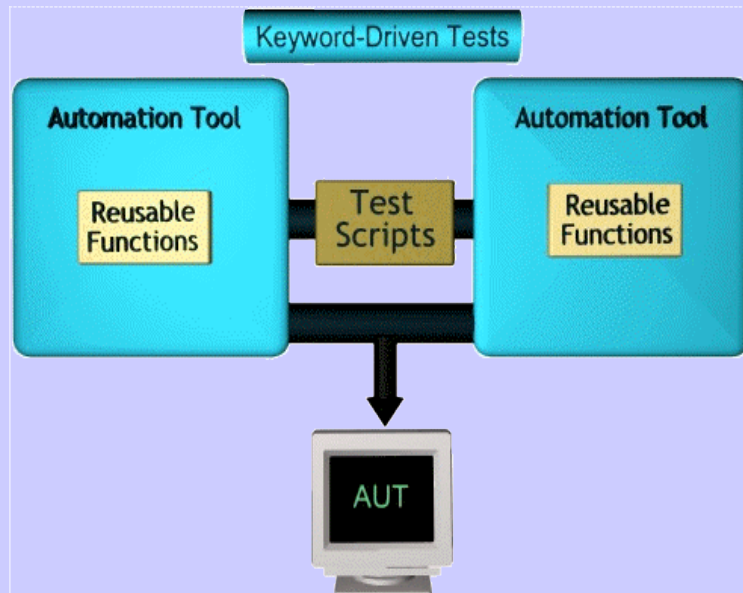 Keyword-Driven Tests
Automation Tool
Reusable
Functions
Test
Scripts
Automation Tool
Reusable
Functions
AUT